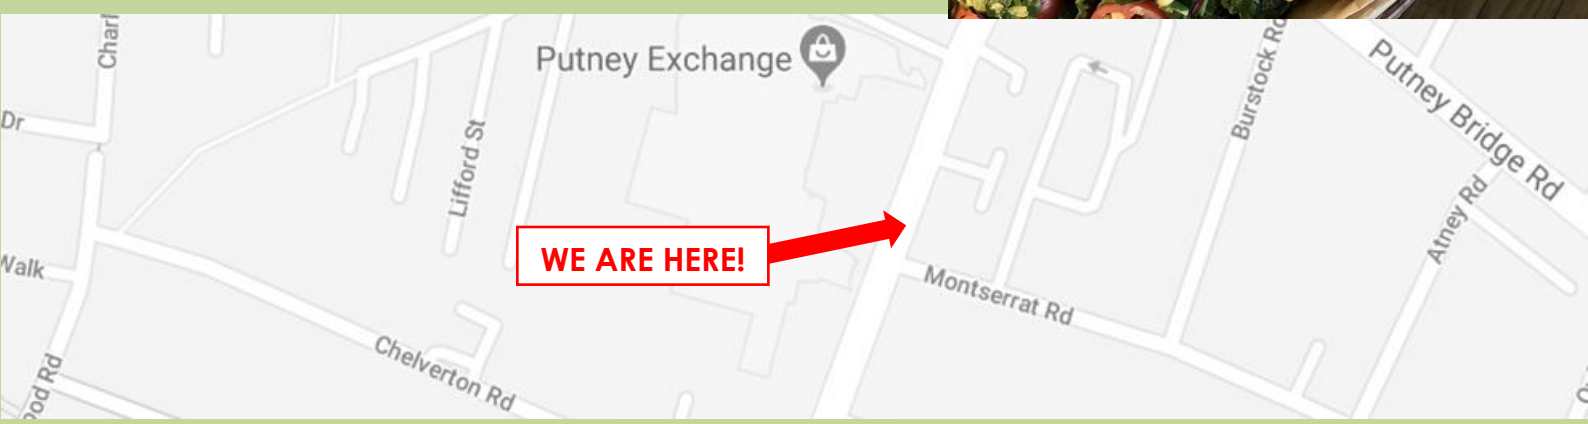 Putney Exchange
Burstock Rd
Putney Bridge Rd
Dr
Lifford St
Atney Rd
WE ARE HERE!
Walk
Montserrat Rd
Chelverton Rd
Rd